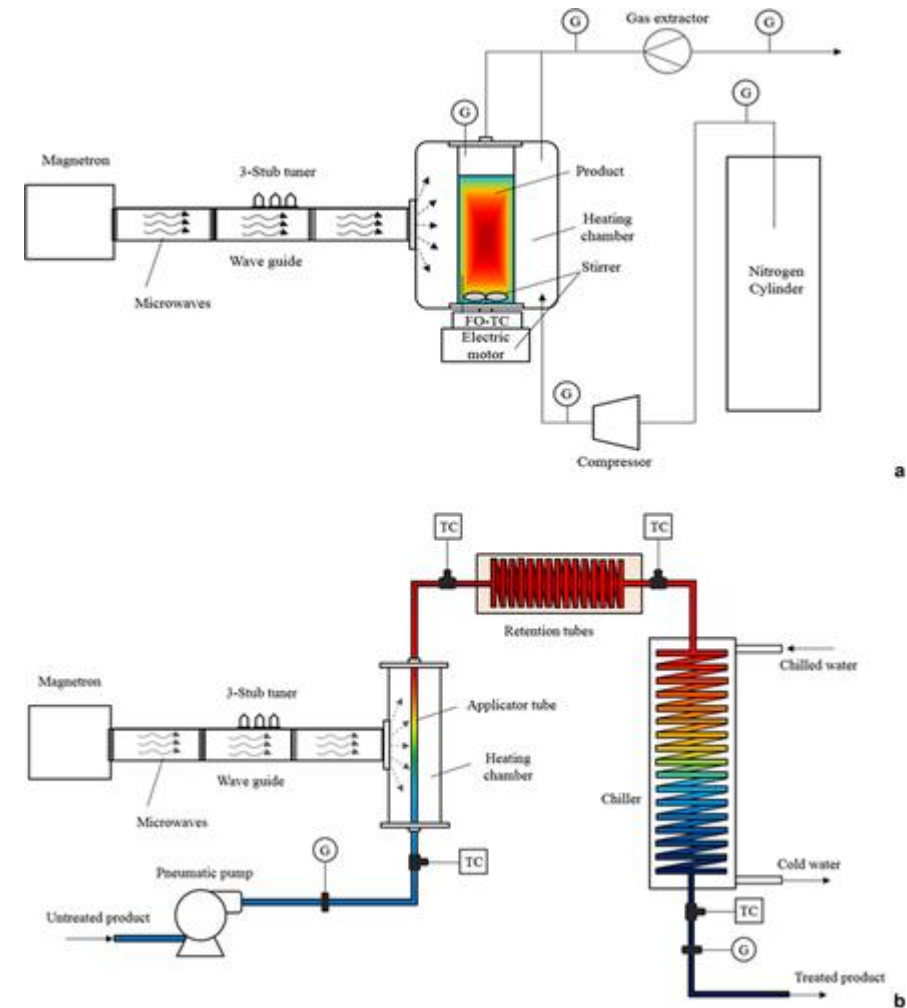 G
Gas extractor
G
G
G
Magnetron
3-Stub tuner
Product
Heating
chamber
Wave guide
Stirrer
Microwaves
Nitrogen
Cylinder
FO-TC
Electric
motor
G
Compressor
a
TC
TC
Retention tubes
Chilled water
Magnetron
3-Stub tuner
Applicator tube
Heating
chamber
Wave guide
Chiller
Microwaves
G
TC
Cold water
Pneumatic pump
Untreated product
TC
G
Treated product
b